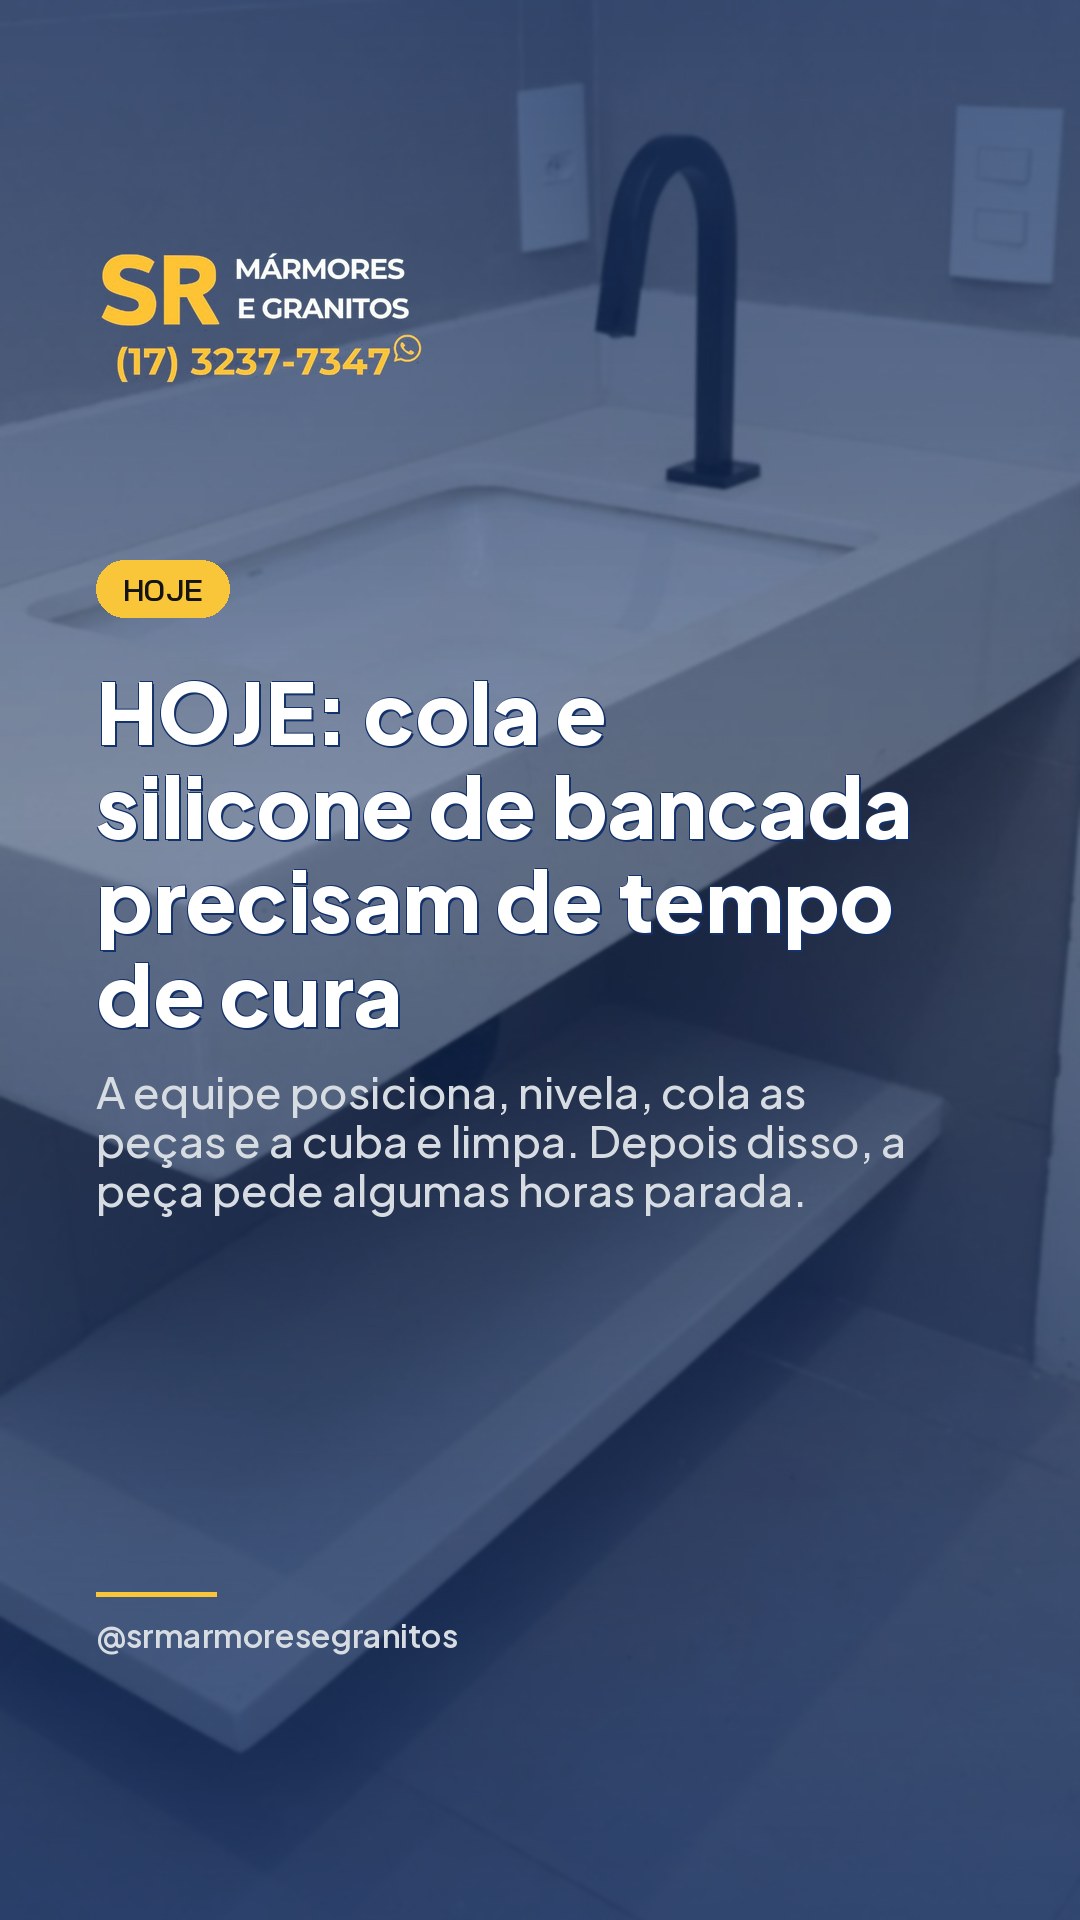 SR MÁRMORES
E GRANITOS
(17) 3237-7347
HOJE
HOJE: cola e
silicone de bancada
precisam de tempo
de cura
A equipe posiciona, nivela, cola as
peças e a cuba e limpa. Depois disso, a
peça pede algumas horas parada.
@srmarmoresegranitos